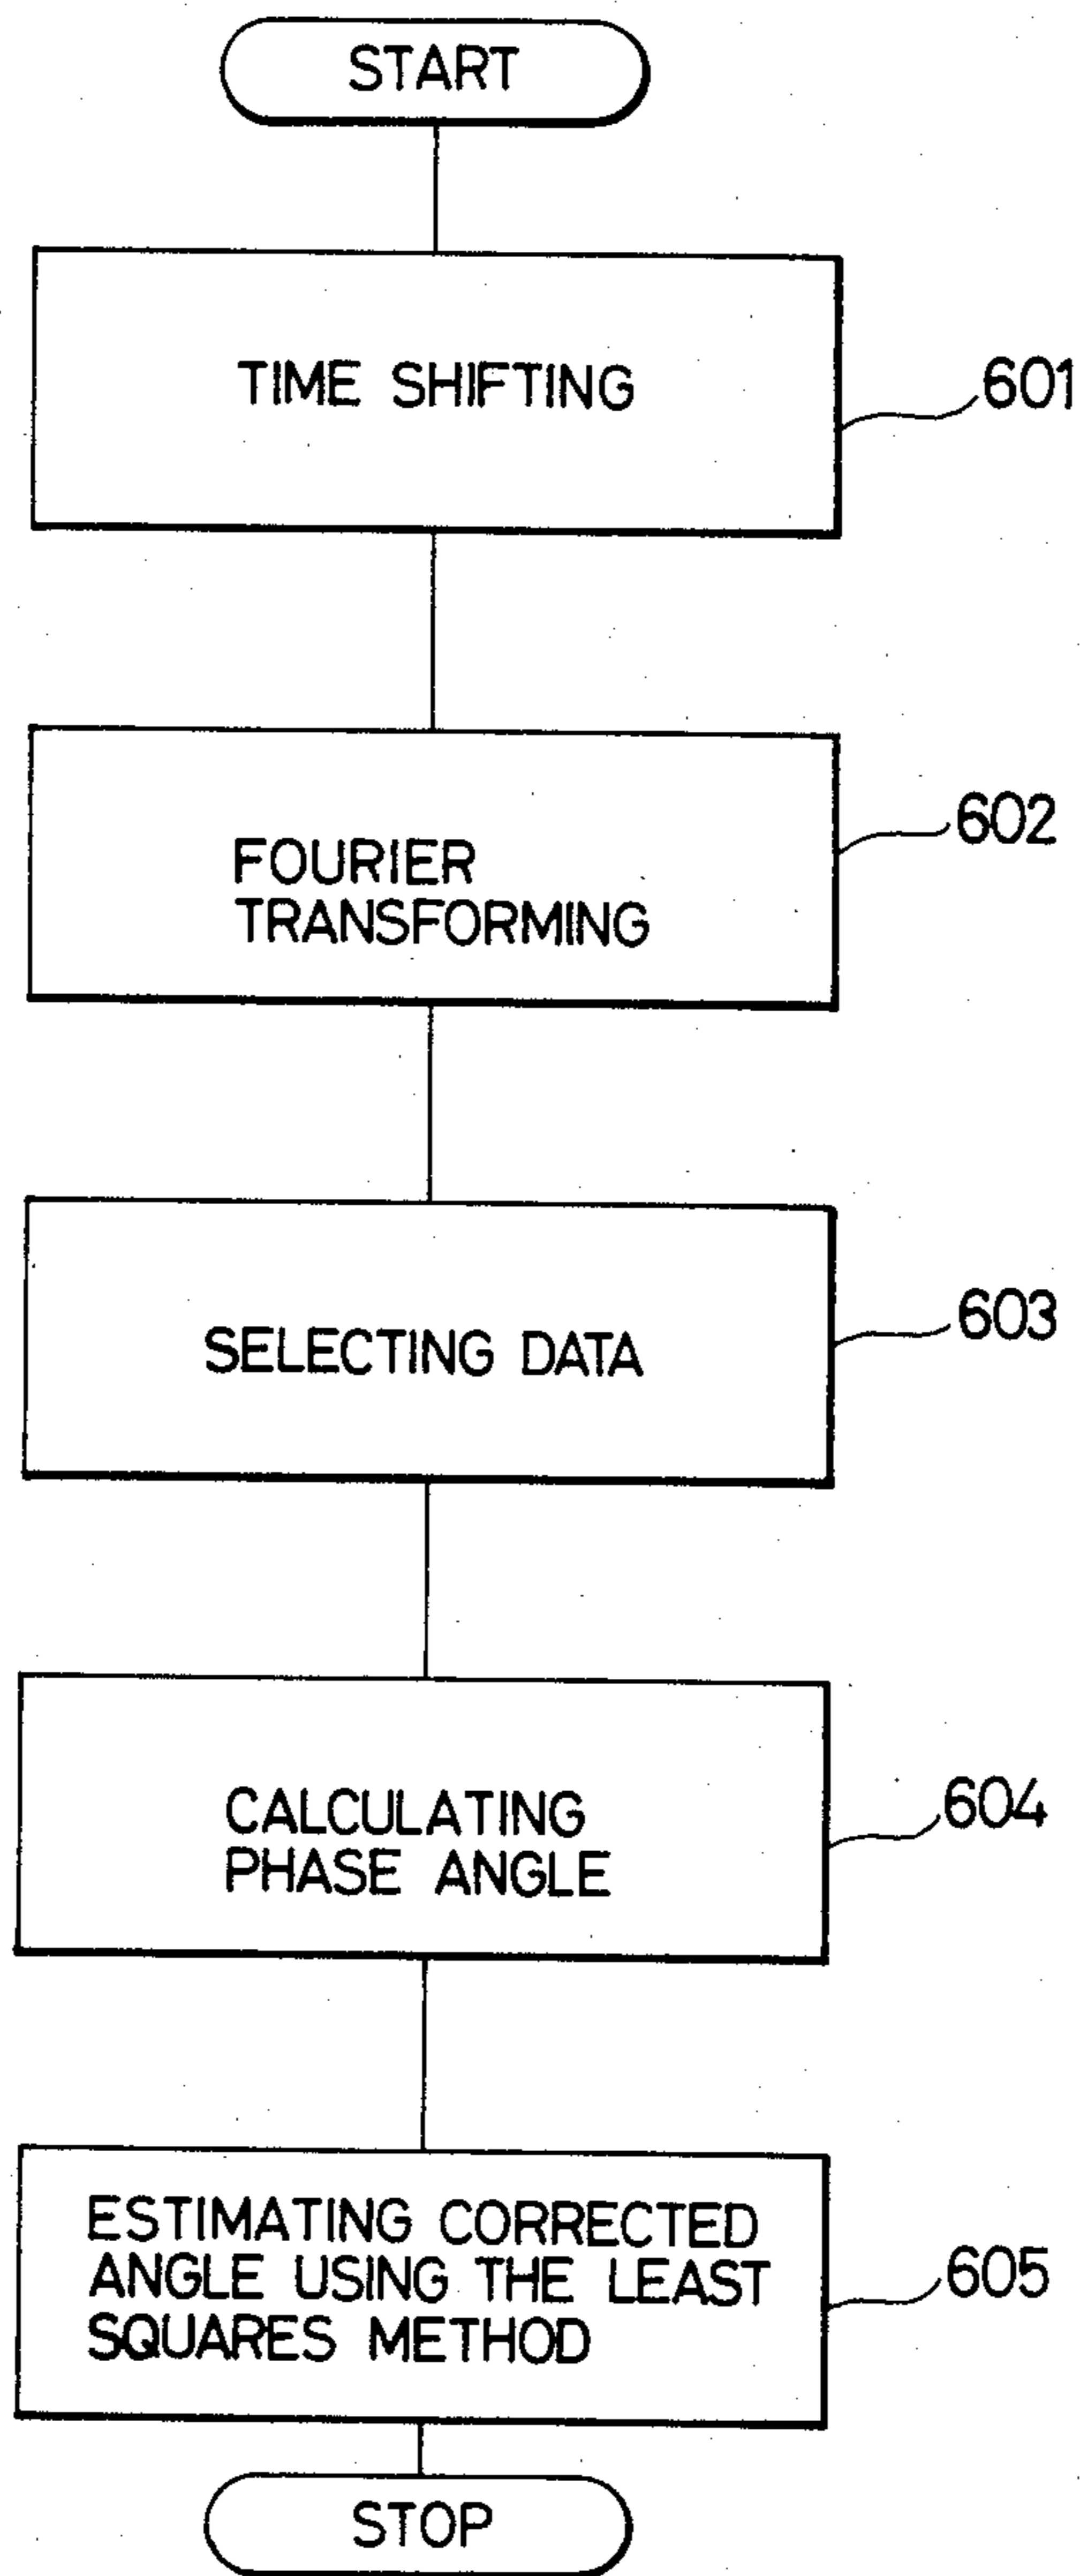 START
TIME SHIFTING
601
FOURIER
TRANSFORMING
602
SELECTING DATA
603
CALCULATING
PHASE ANGLE
604
ESTIMATING CORRECTED
ANGLE USING THE LEAST
SQUARES METHOD
605
STOP